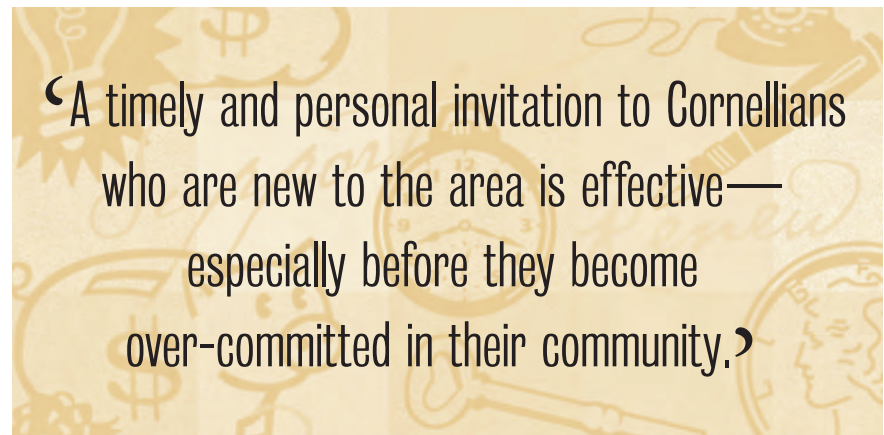 ‘A timely and personal invitation to Cornellians
who are new to the area is effective—
especially before they become
over-committed in their community.’